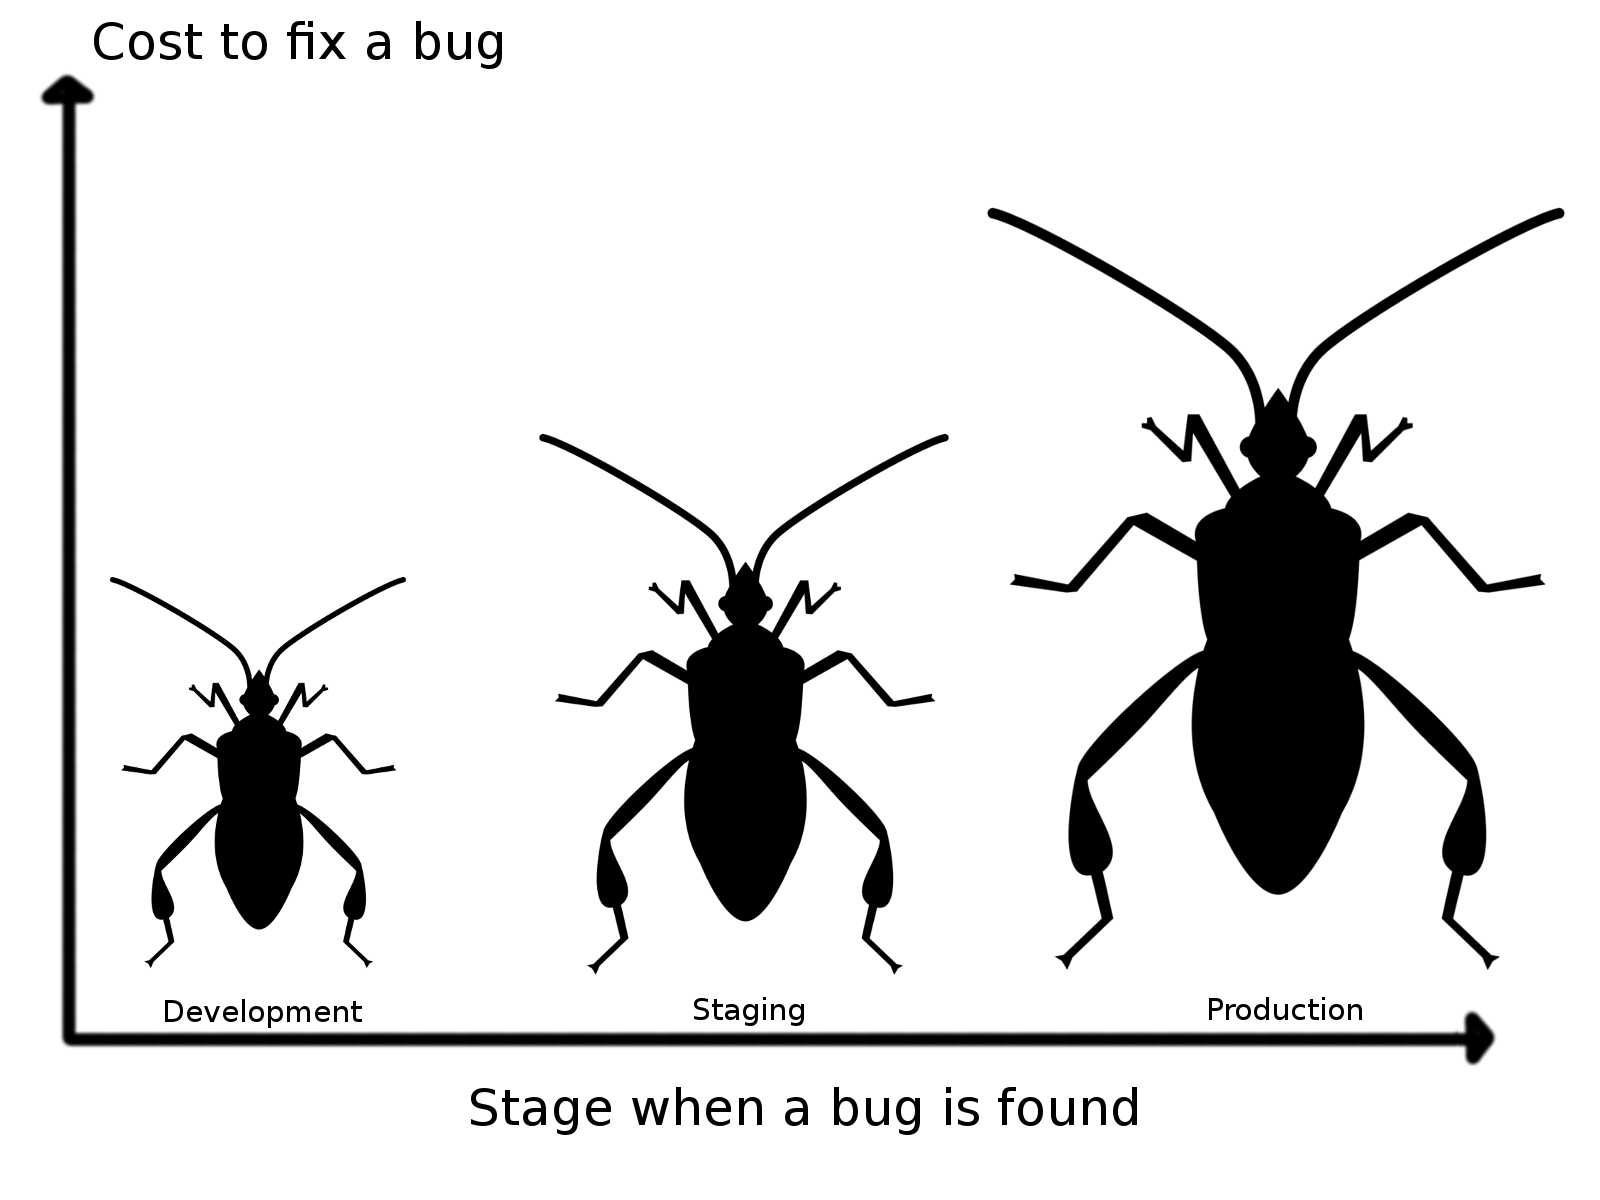 Cost to fix a bug
Development
Staging
Production
Stage when a bug is found